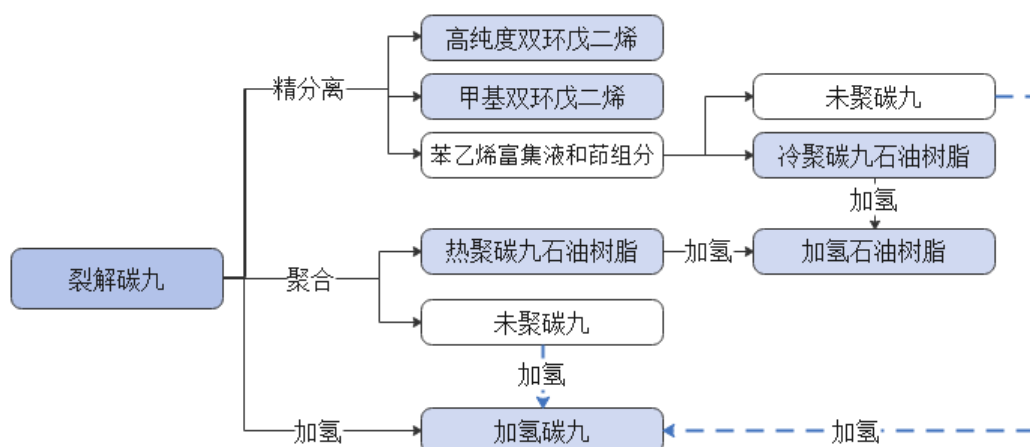 高纯度双环戊二烯
精分离
甲基双环戊二烯
未聚碳九
苯乙烯富集液和茚组分
冷聚碳九石油树脂
加氢
裂解碳九
聚合
热聚碳九石油树脂
加氢
加氢石油树脂
未聚碳九
加氢
加氢
加氢碳九
加氢